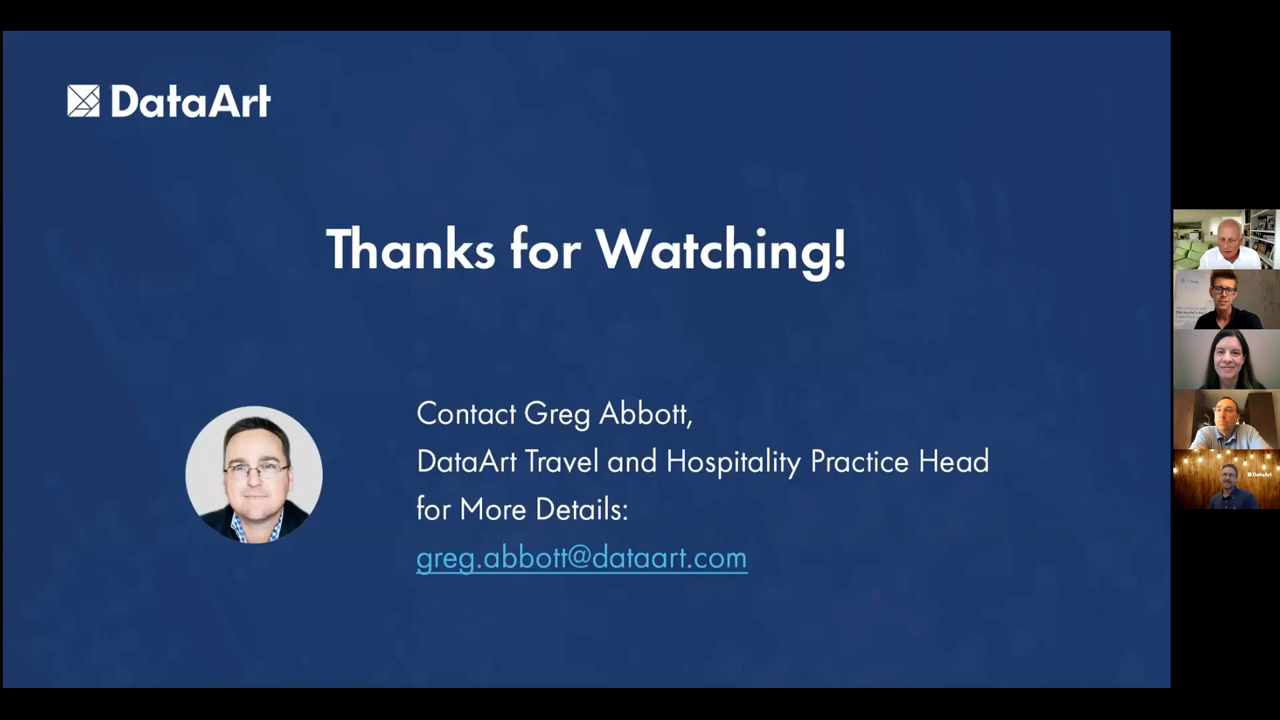 DataArt
Thanks for Watching!
Contact Greg Abbott,
DataArt Travel and Hospitality Practice Head
for More Details:
greg.abbott@dataart.com
DataArt